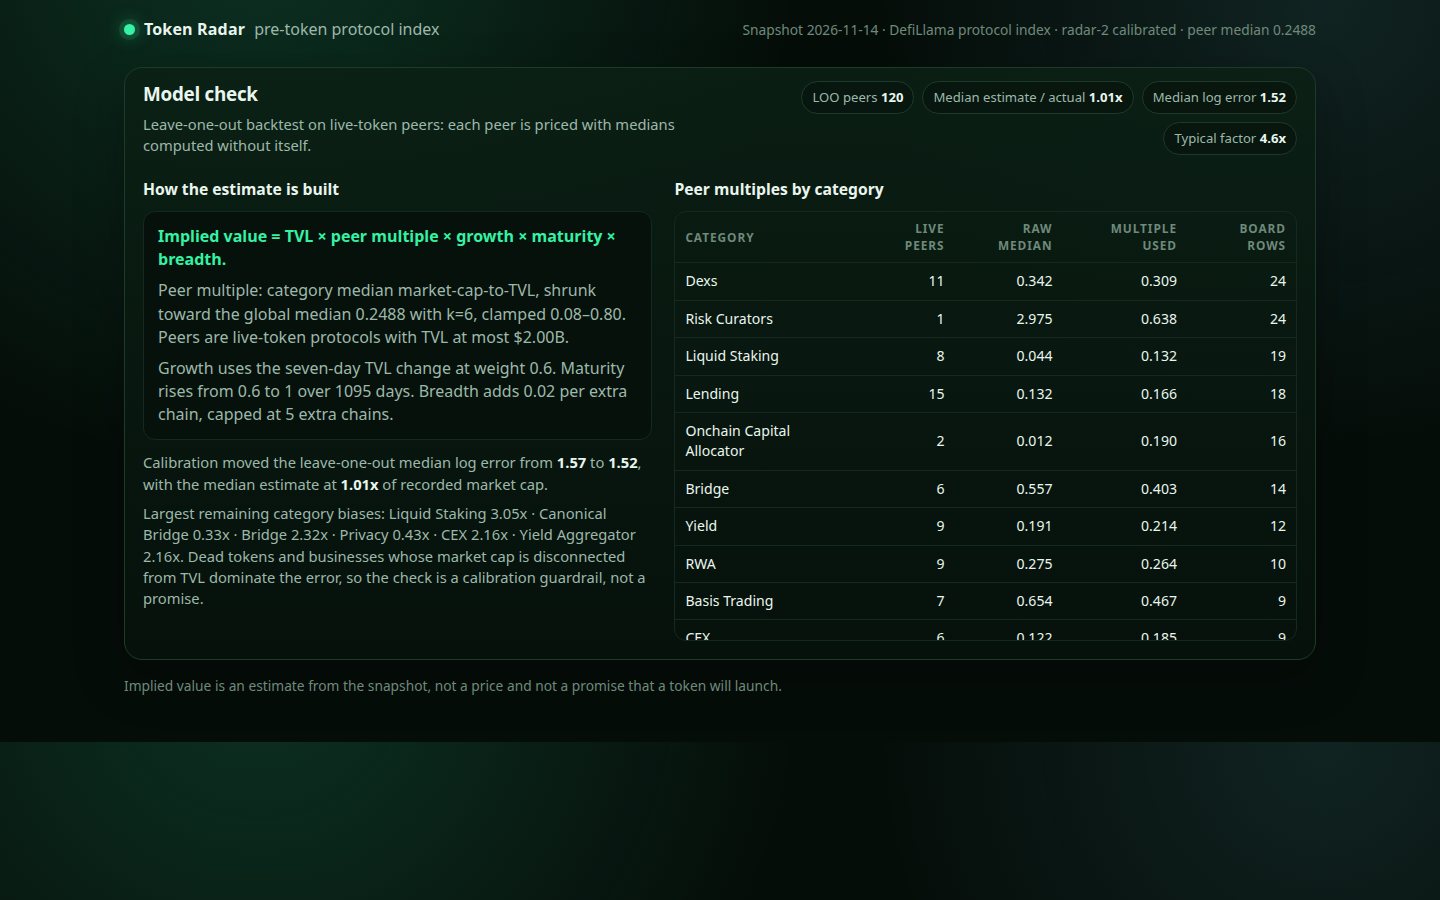 Token Radar pre-token protocol index
Snapshot 2026-11-14 · DefiLlama protocol index · radar-2 calibrated · peer median 0.2488
Model check
LOO peers 120
Median estimate / actual 1.01x
Median log error 1.52
Typical factor 4.6x
Leave-one-out backtest on live-token peers: each peer is priced with medians
computed without itself.
How the estimate is built
Implied value = TVL × peer multiple × growth × maturity ×
breadth.
Peer multiple: category median market-cap-to-TVL, shrunk
toward the global median 0.2488 with k=6, clamped 0.08–0.80.
Peers are live-token protocols with TVL at most $2.00B.
Growth uses the seven-day TVL change at weight 0.6. Maturity
rises from 0.6 to 1 over 1095 days. Breadth adds 0.02 per extra
chain, capped at 5 extra chains.
Calibration moved the leave-one-out median log error from 1.57 to 1.52,
with the median estimate at 1.01x of recorded market cap.
Largest remaining category biases: Liquid Staking 3.05x · Canonical
Bridge 0.33x · Bridge 2.32x · Privacy 0.43x · CEX 2.16x · Yield Aggregator
2.16x. Dead tokens and businesses whose market cap is disconnected
from TVL dominate the error, so the check is a calibration guardrail, not a
promise.
Peer multiples by category
CATEGORY LIVE PEERS RAW MEDIAN MULTIPLE USED BOARD ROWS
Dexs 11 0.342 0.309 24
Risk Curators 1 2.975 0.638 24
Liquid Staking 8 0.044 0.132 19
Lending 15 0.132 0.166 18
Onchain Capital
Allocator 2 0.012 0.190 16
Bridge 6 0.557 0.403 14
Yield 9 0.191 0.214 12
RWA 9 0.275 0.264 10
Basis Trading 7 0.654 0.467 9
CEX 6 0.122 0.185 9
Implied value is an estimate from the snapshot, not a price and not a promise that a token will launch.